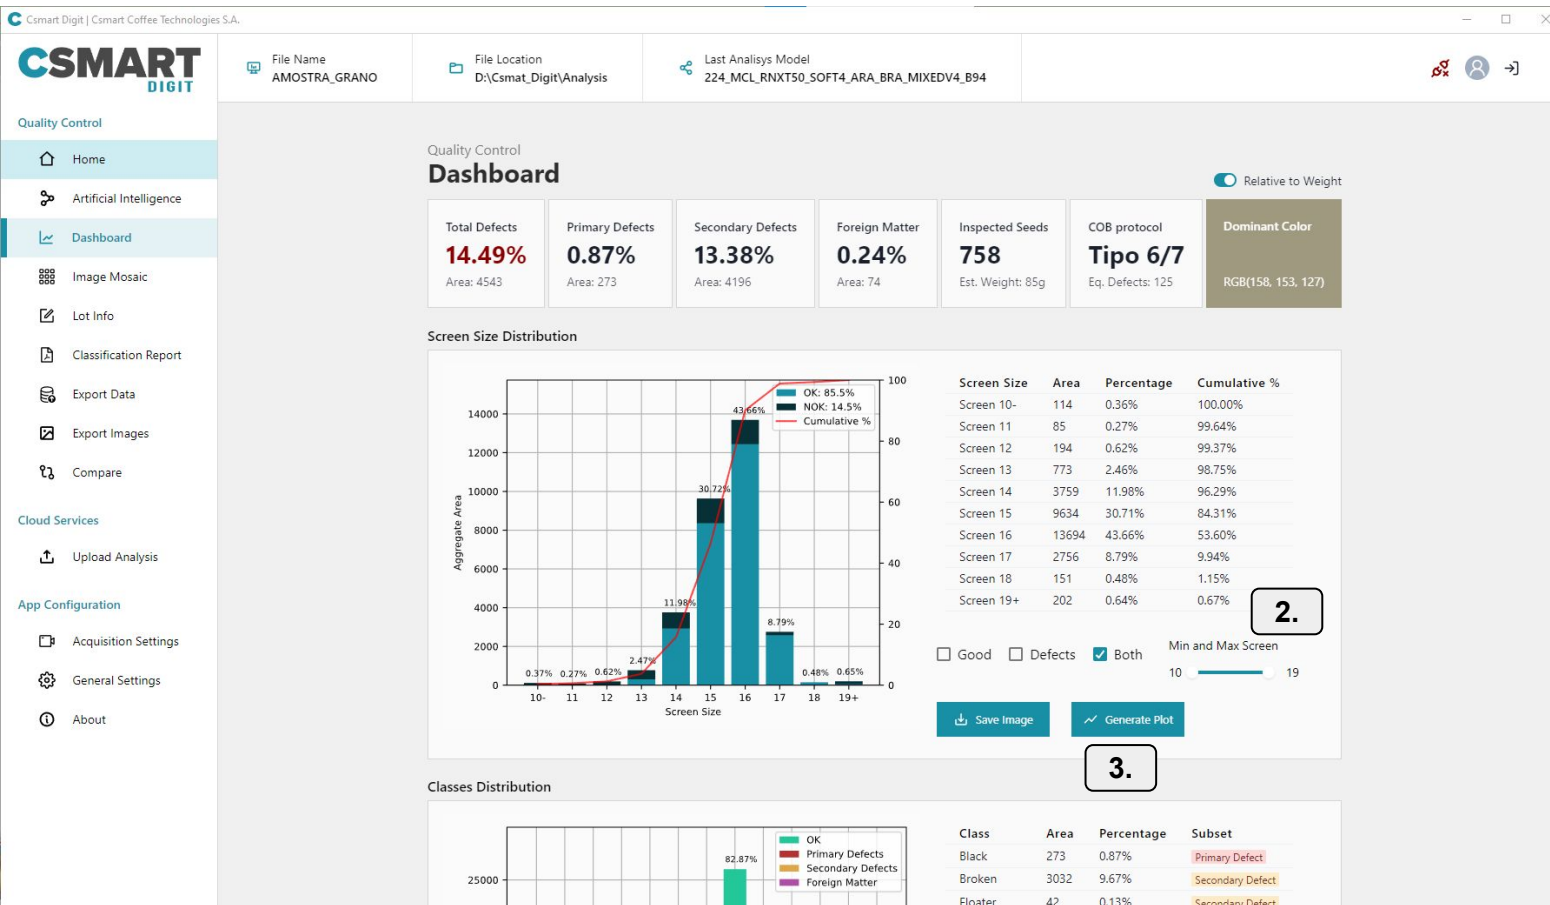 Csmart Digit | Csmart Coffee Technologies S.A.
CSMART
DIGIT
File Name
AMOSTRA_GRANO
File Location
D:\Csmat_Digit\Analysis
Last Analisys Model
224_MCL_RNXT50_SOFT4_ARA_BRA_MIXEDV4_B94
Quality Control
Home
Artificial Intelligence
Dashboard
Image Mosaic
Lot Info
Classification Report
Export Data
Export Images
Compare
Cloud Services
Upload Analysis
App Configuration
Acquisition Settings
General Settings
About
Quality Control
Dashboard
Relative to Weight
Total Defects
14.49%
Area: 4543
Primary Defects
0.87%
Area: 273
Secondary Defects
13.38%
Area: 4196
Foreign Matter
0.24%
Area: 74
Inspected Seeds
758
Est. Weight: 85g
COB protocol
Tipo 6/7
Eq. Defects: 125
Dominant Color
RGB(158, 153, 127)
Screen Size Distribution
OK: 85.5%
NOK: 14.5%
Cumulative %
Aggregate Area
14000
12000
10000
8000
6000
4000
2000
0
100
80
60
40
20
0
0.37%
0.27%
0.62%
2.47%
11.98%
30.72%
43.66%
8.79%
0.48%
0.65%
10- 11 12 13 14 15 16 17 18 19+
Screen Size
Screen Size Area Percentage Cumulative %
Screen 10- 114 0.36% 100.00%
Screen 11 85 0.27% 99.64%
Screen 12 194 0.62% 99.37%
Screen 13 773 2.46% 98.75%
Screen 14 3759 11.98% 96.29%
Screen 15 9634 30.71% 84.31%
Screen 16 13694 43.66% 53.60%
Screen 17 2756 8.79% 9.94%
Screen 18 151 0.48% 1.15%
Screen 19+ 202 0.64% 0.67%
2.
Good Defects Both
Min and Max Screen
10 19
Save Image
Generate Plot
3.
Classes Distribution
OK
Primary Defects
Secondary Defects
Foreign Matter
82.87%
25000
Class Area Percentage Subset
Black 273 0.87% Primary Defect
Broken 3032 9.67% Secondary Defect
Floater 42 0.13% Secondary Defect